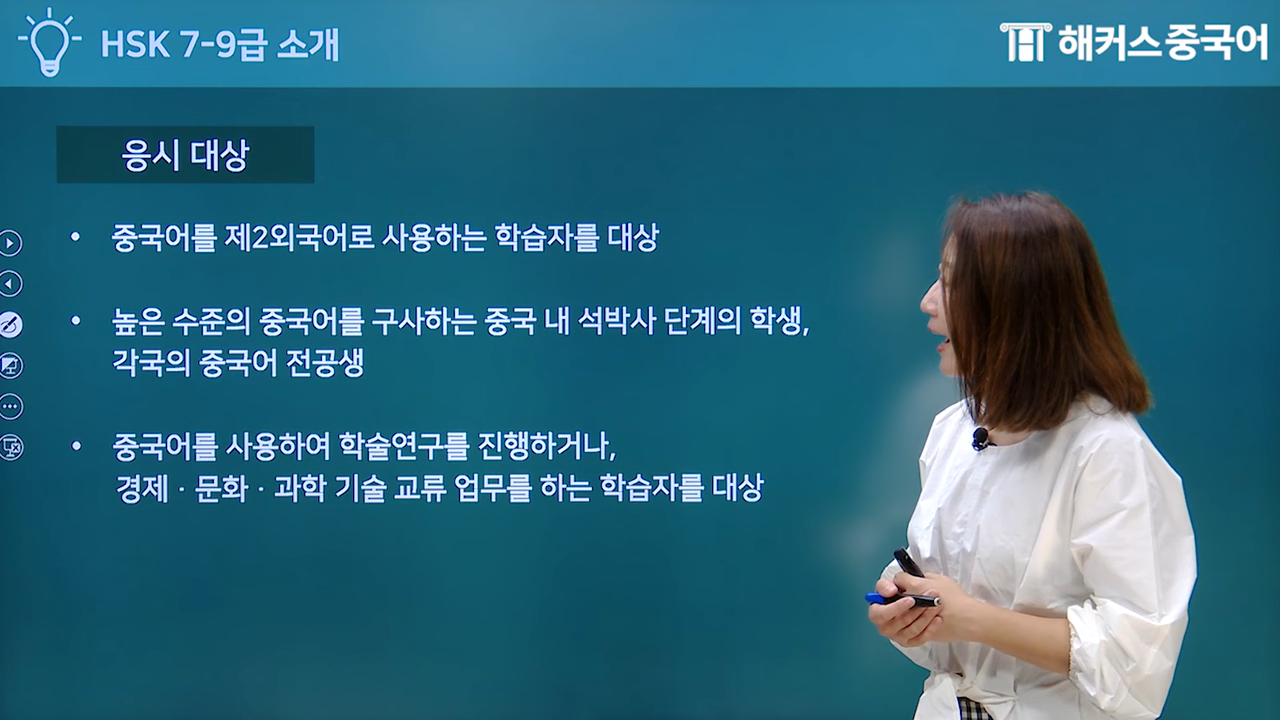 HSK 7-9급 소개
해커스중국어
응시 대상
• 중국어를 제2외국어로 사용하는 학습자를 대상
• 높은 수준의 중국어를 구사하는 중국 내 석박사 단계의 학생,
각국의 중국어 전공생
• 중국어를 사용하여 학술연구를 진행하거나,
경제 · 문화 · 과학 기술 교류 업무를 하는 학습자를 대상